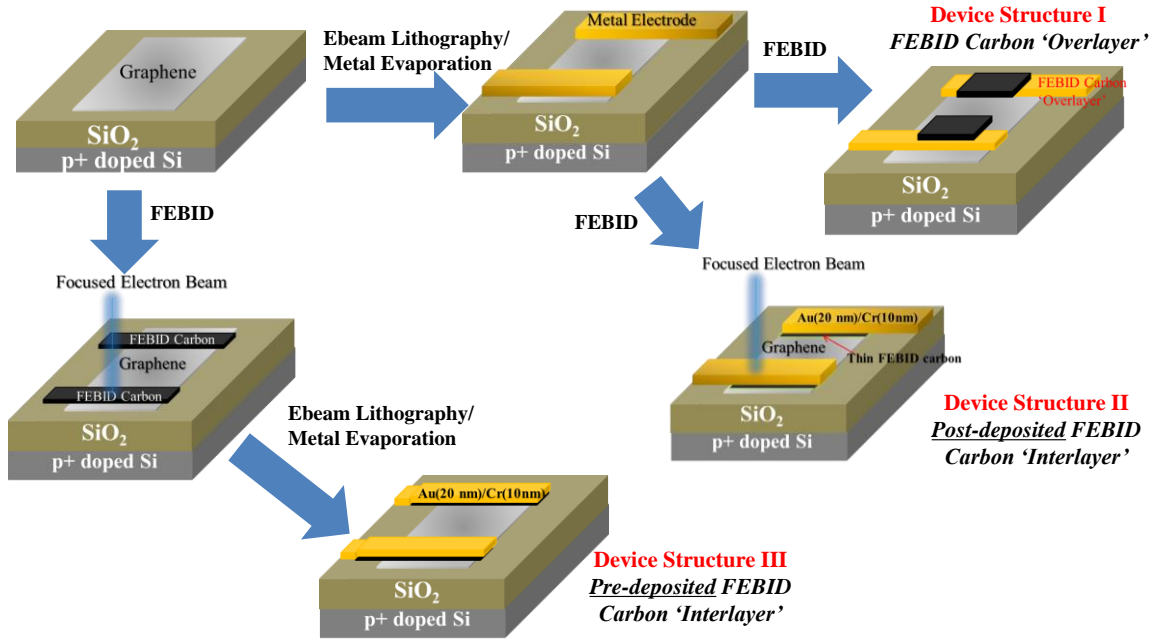 Graphene
SiO2
p+ doped Si
Ebeam Lithography/
Metal Evaporation
Metal Electrode
SiO2
p+ doped Si
FEBID
Device Structure I
FEBID Carbon 'Overlayer'
FEBID Carbon
'Overlayer'
SiO2
p+ doped Si
FEBID
Focused Electron Beam
FEBID Carbon
Graphene
FEBID Carbon
SiO2
p+ doped Si
FEBID
Focused Electron Beam
Au(20 nm)/Cr(10nm)
Graphene
Thin FEBID carbon
SiO2
p+ doped Si
Device Structure II
Post-deposited FEBID
Carbon 'Interlayer'
Ebeam Lithography/
Metal Evaporation
Au(20 nm)/Cr(10nm)
SiO2
p+ doped Si
Device Structure III
Pre-deposited FEBID
Carbon 'Interlayer'